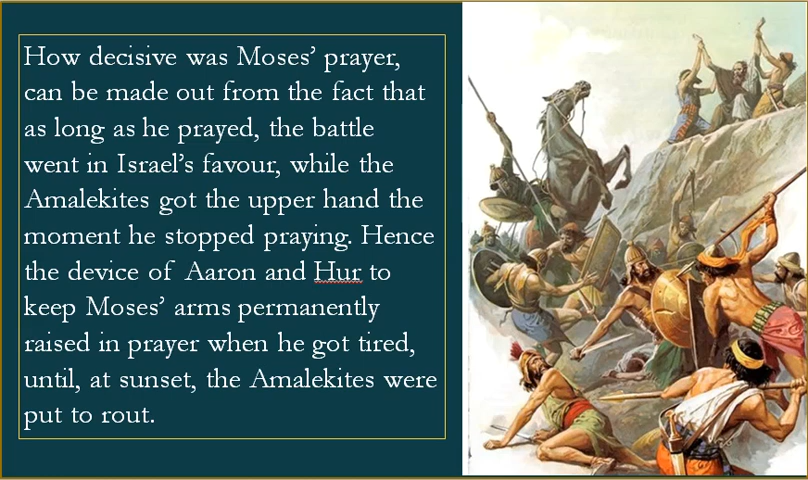 How decisive was Moses’ prayer,
can be made out from the fact that
as long as he prayed, the battle
went in Israel’s favour, while the
Amalekites got the upper hand the
moment he stopped praying. Hence
the device of Aaron and Hur to
keep Moses’ arms permanently
raised in prayer when he got tired,
until, at sunset, the Amalekites were
put to rout.